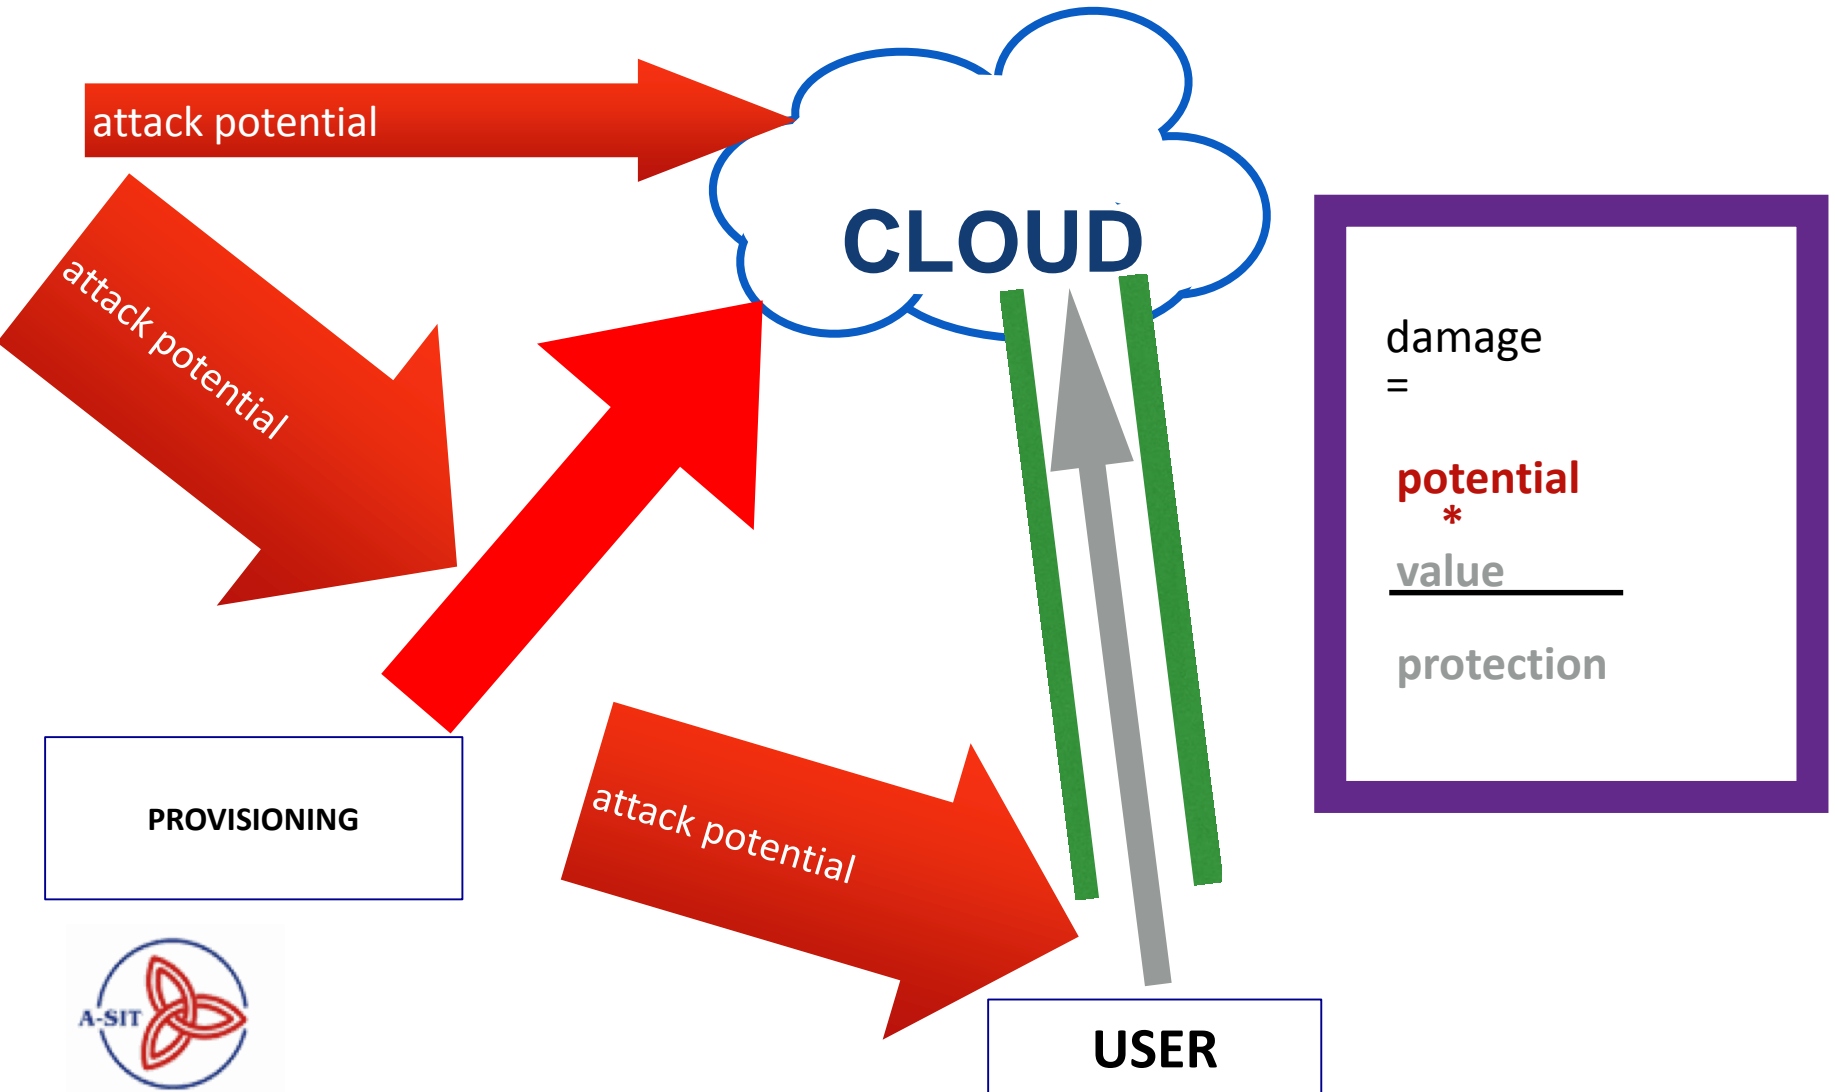 attack potential
CLOUD
attack potential
damage
=
potential
*
value
protection
PROVISIONING
attack potential
A-SIT
USER